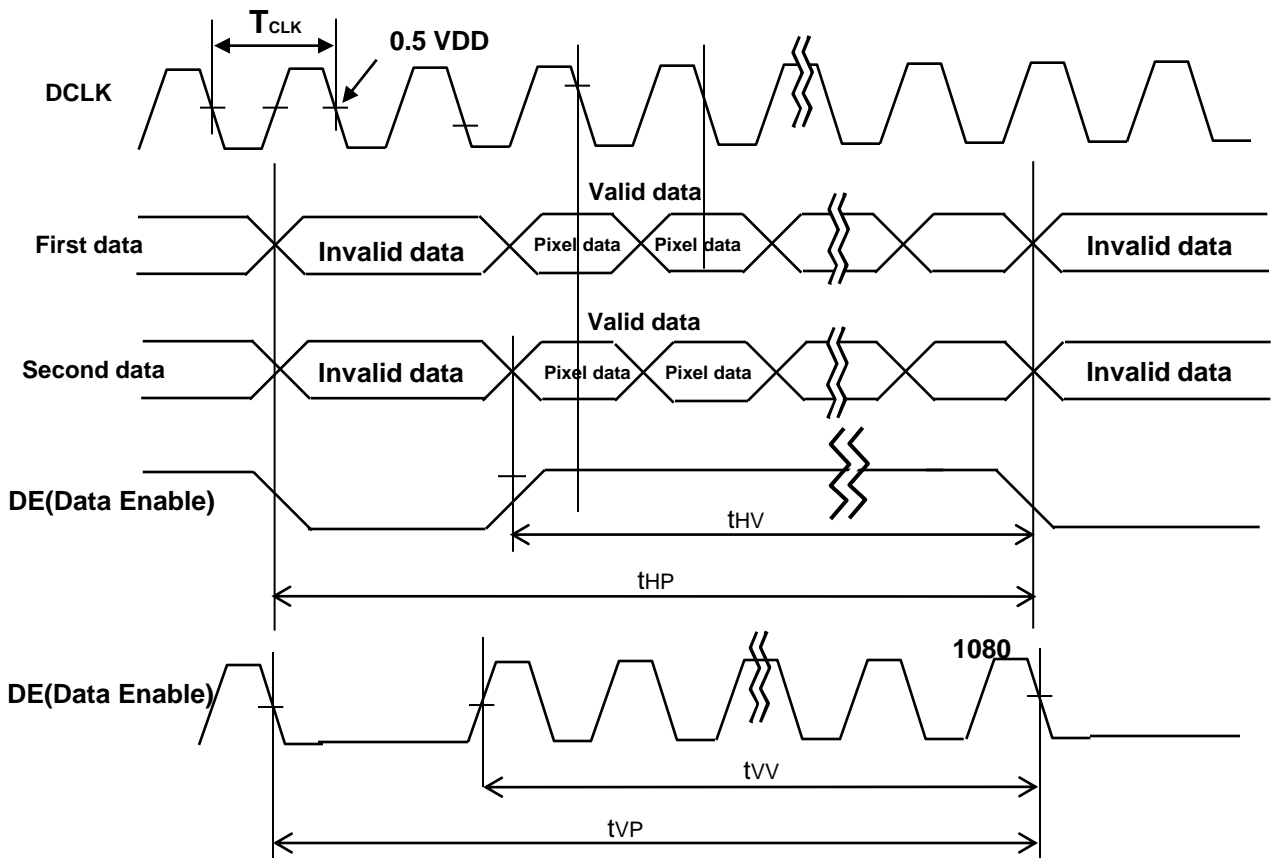 TCLK
0.5 VDD
DCLK
Valid data
First data
Invalid data
Pixel data
Pixel data
Invalid data
Valid data
Second data
Invalid data
Pixel data
Pixel data
Invalid data
DE(Data Enable)
tHV
tHP
1080
DE(Data Enable)
tVV
tVP